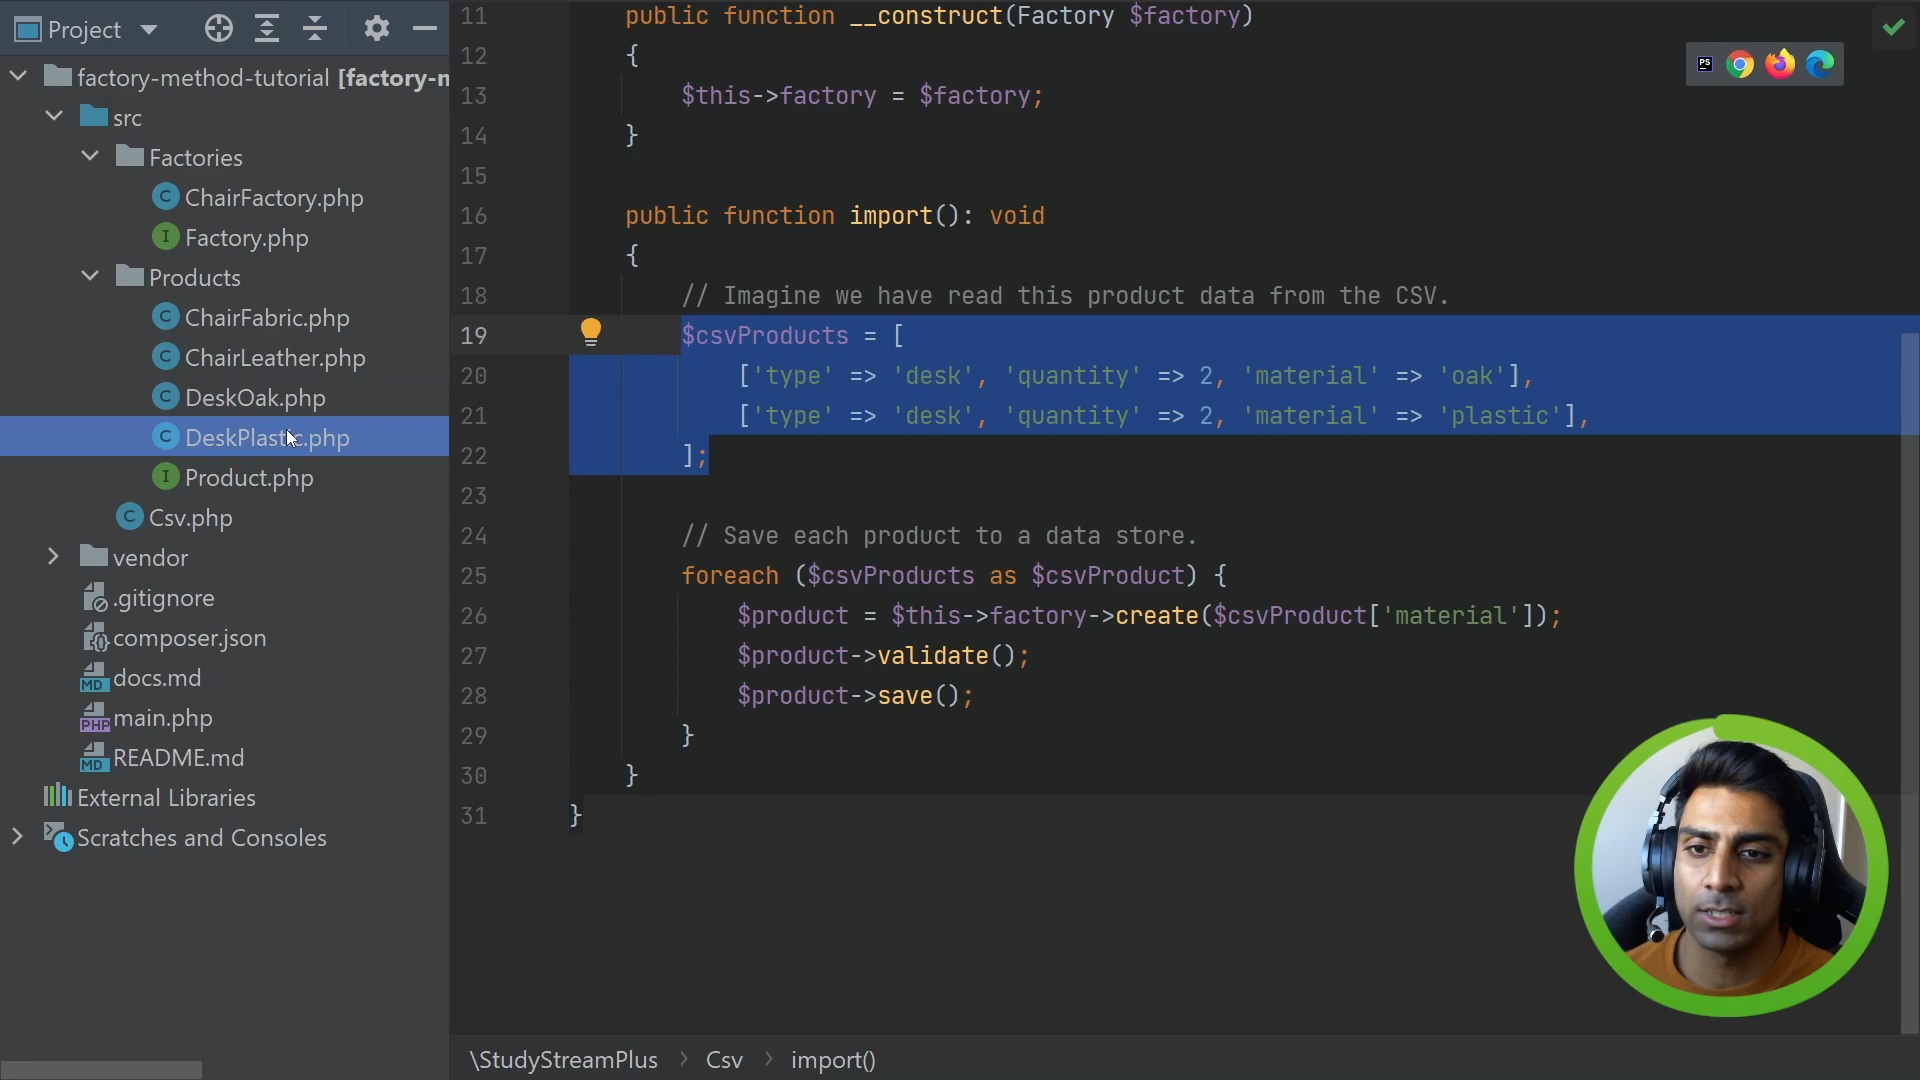 Project
factory-method-tutorial [factory-n
src
Factories
C ChairFactory.php
I Factory.php
Products
C ChairFabric.php
C ChairLeather.php
C DeskOak.php
C DeskPlastic.php
I Product.php
C Csv.php
vendor
.gitignore
{} composer.json
MD docs.md
PHP main.php
MD README.md
External Libraries
Scratches and Consoles
11 public function __construct(Factory $factory)
12 {
13 $this->factory = $factory;
14 }
15
16 public function import(): void
17 {
18 // Imagine we have read this product data from the CSV.
19 $csvProducts = [
20 ['type' => 'desk', 'quantity' => 2, 'material' => 'oak'],
21 ['type' => 'desk', 'quantity' => 2, 'material' => 'plastic'],
22 ];
23
24 // Save each product to a data store.
25 foreach ($csvProducts as $csvProduct) {
26 $product = $this->factory->create($csvProduct['material']);
27 $product->validate();
28 $product->save();
29 }
30 }
31 }
PS
\StudyStreamPlus > Csv > import()